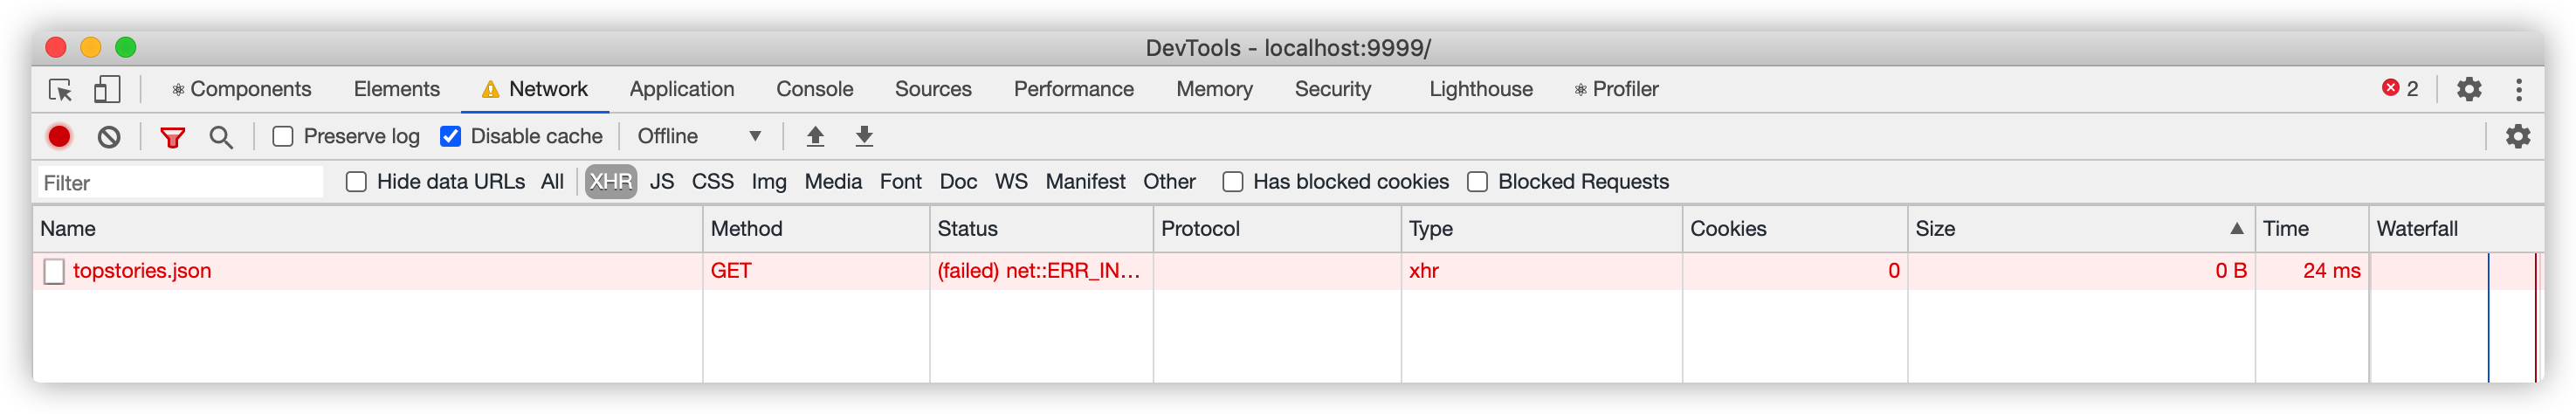 DevTools - localhost:9999/
Components Elements Network Application Console Sources Performance Memory Security Lighthouse Profiler 2
Preserve log Disable cache Offline
Filter Hide data URLs All XHR JS CSS Img Media Font Doc WS Manifest Other Has blocked cookies Blocked Requests
Name Method Status Protocol Type Cookies Size Time Waterfall
topstories.json GET (failed) net::ERR_IN... xhr 0 0 B 24 ms